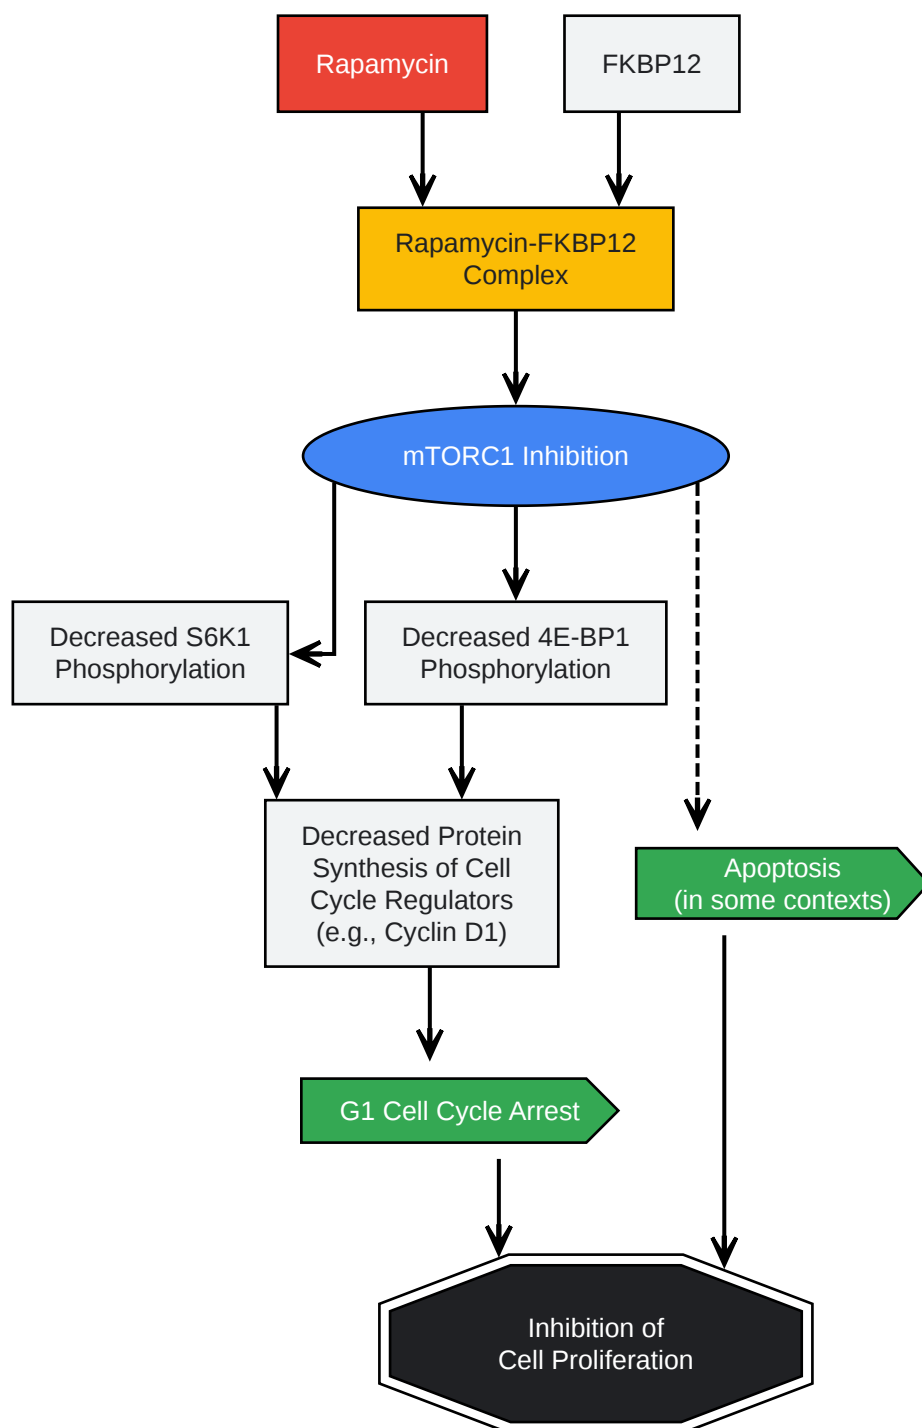 Rapamycin
FKBP12
Rapamycin-FKBP12
Complex
mTORC1 Inhibition
Decreased S6K1
Phosphorylation
Decreased 4E-BP1
Phosphorylation
Decreased Protein
Synthesis of Cell
Cycle Regulators
(e.g., Cyclin D1)
Apoptosis
(in some contexts)
G1 Cell Cycle Arrest
Inhibition of
Cell Proliferation